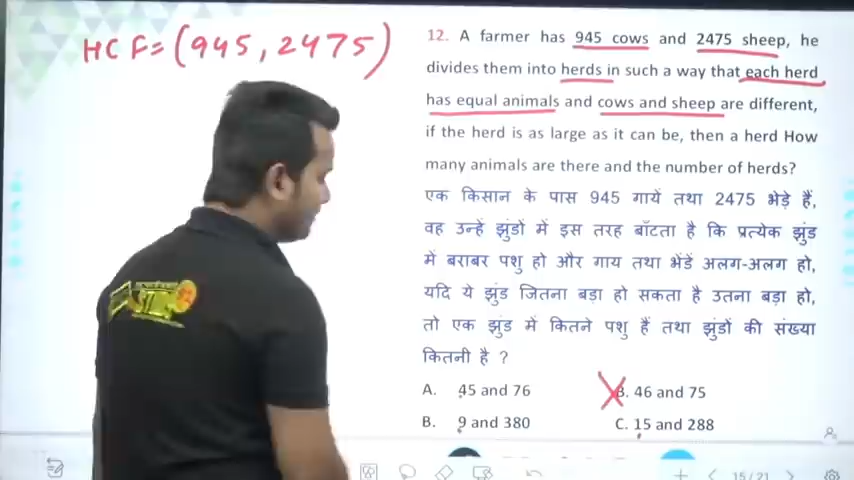 HCF=(945, 2475)
12. A farmer has 945 cows and 2475 sheep, he
divides them into herds in such a way that each herd
has equal animals and cows and sheep are different,
if the herd is as large as it can be, then a herd How
many animals are there and the number of herds?
एक किसान के पास 945 गायें तथा 2475 भेड़े हैं,
वह उन्हें झुंडों में इस तरह बाँटता है कि प्रत्येक झुंड
में बराबर पशु हो और गाय तथा भेंडें अलग-अलग हो,
यदि ये झुंड जितना बड़ा हो सकता है उतना बड़ा हो,
तो एक झुंड में कितने पशु हैं तथा झुंडों की संख्या
कितनी है ?
A. 45 and 76
B. 46 and 75
B. 9 and 380
C. 15 and 288
15/21